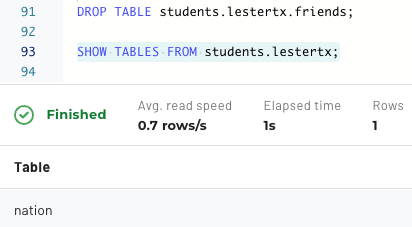 91 DROP TABLE students.lestertx.friends;
92
93 SHOW TABLES FROM students.lestertx;
94
Finished
Avg. read speed Elapsed time Rows
0.7 rows/s 1s 1
Table
nation